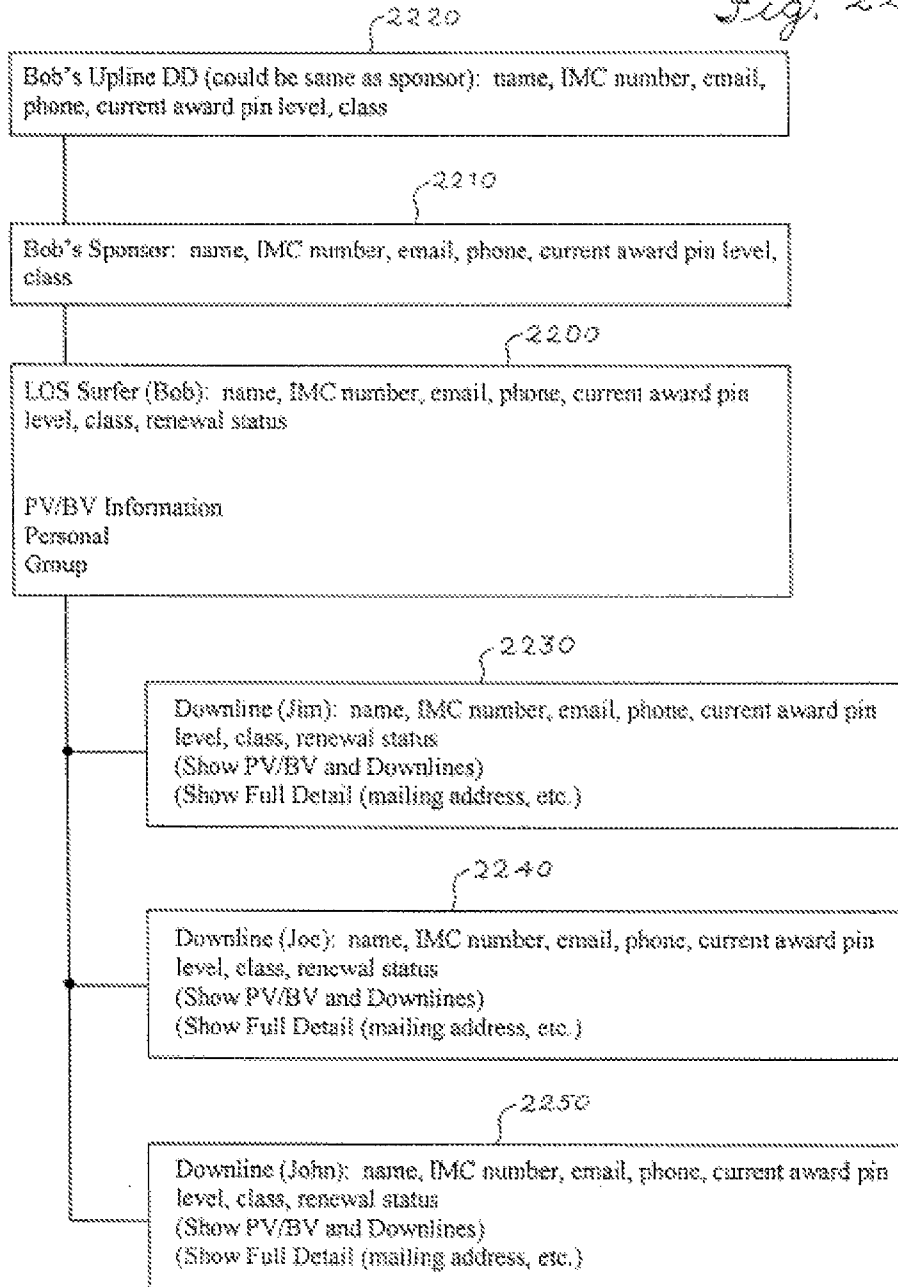 Fig. 22
2220
Bob's Upline DD (could be same as sponsor): name, IMC number, email,
phone, current award pin level, class
2210
Bob's Sponsor: name, IMC number, email, phone, current award pin level,
class
2200
LOS Surfer (Bob): name, IMC number, email, phone, current award pin
level, class, renewal status
PV/BV Information
Personal
Group
2230
Downline (Jim): name, IMC number, email, phone, current award pin
level, class, renewal status
(Show PV/BV and Downlines)
(Show Full Detail (mailing address, etc.)
2240
Downline (Joe): name, IMC number, email, phone, current award pin
level, class, renewal status
(Show PV/BV and Downlines)
(Show Full Detail (mailing address, etc.)
2250
Downline (John): name, IMC number, email, phone, current award pin
level, class, renewal status
(Show PV/BV and Downlines)
(Show Full Detail (mailing address, etc.)